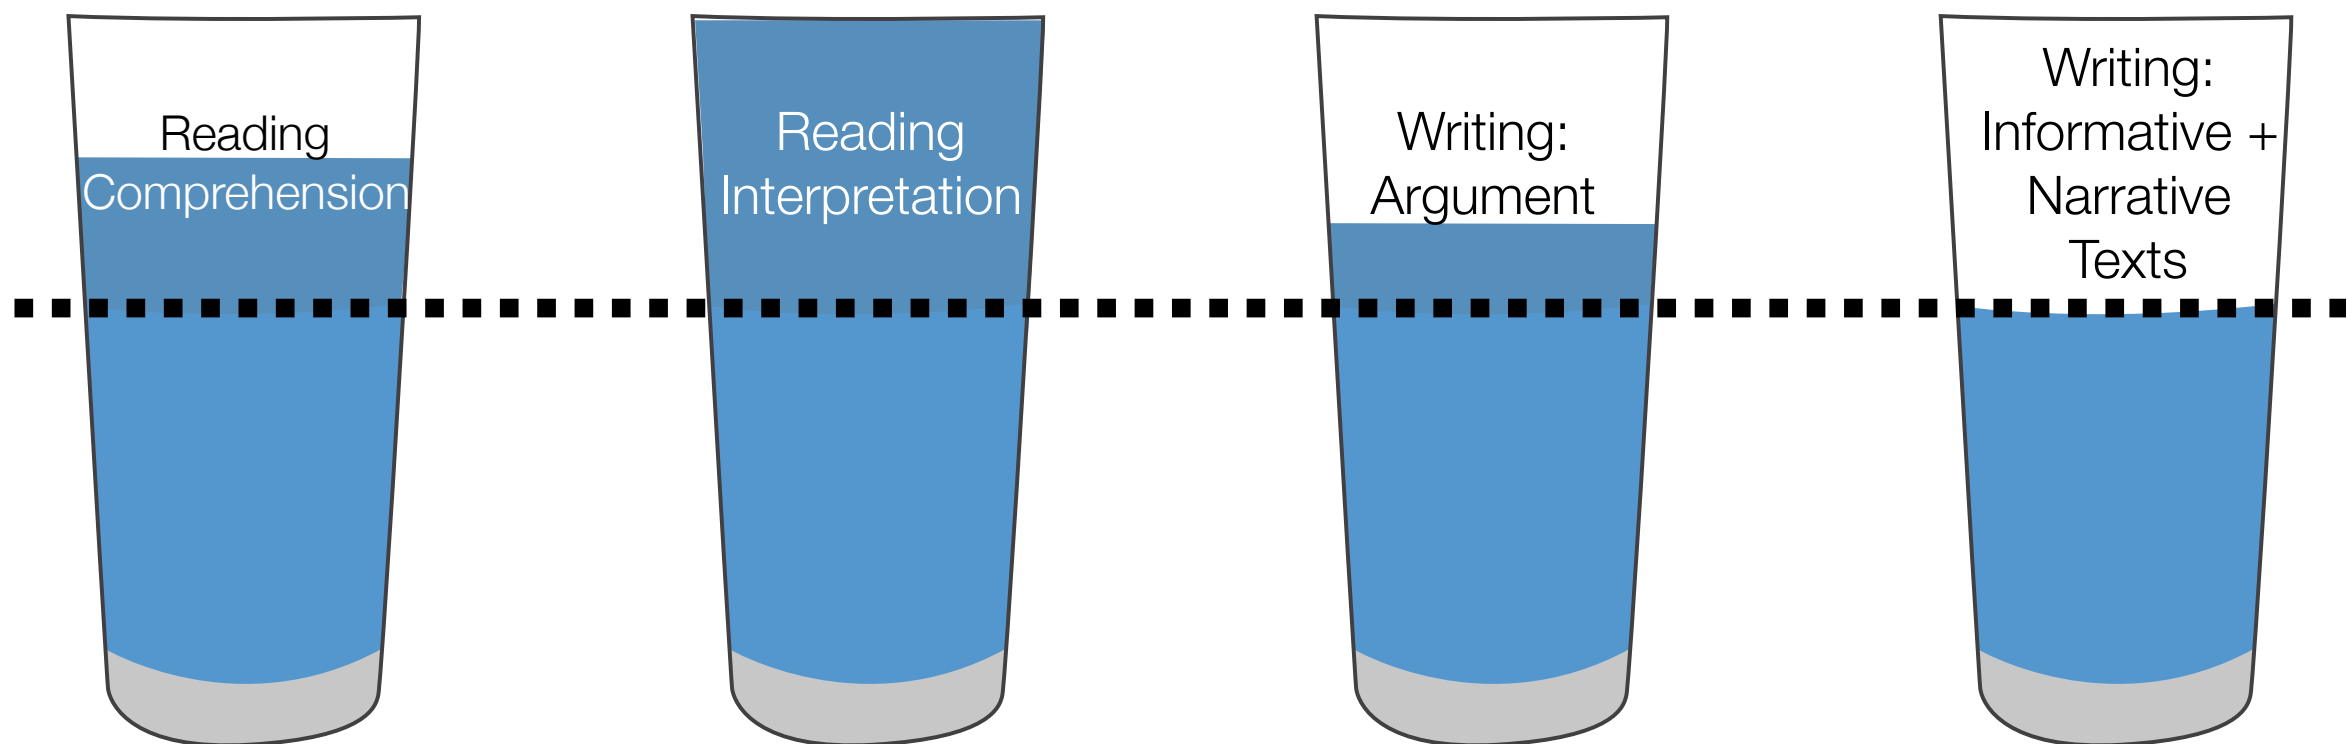 Reading
Comprehension
Reading
Interpretation
Writing:
Argument
Writing:
Informative +
Narrative
Texts